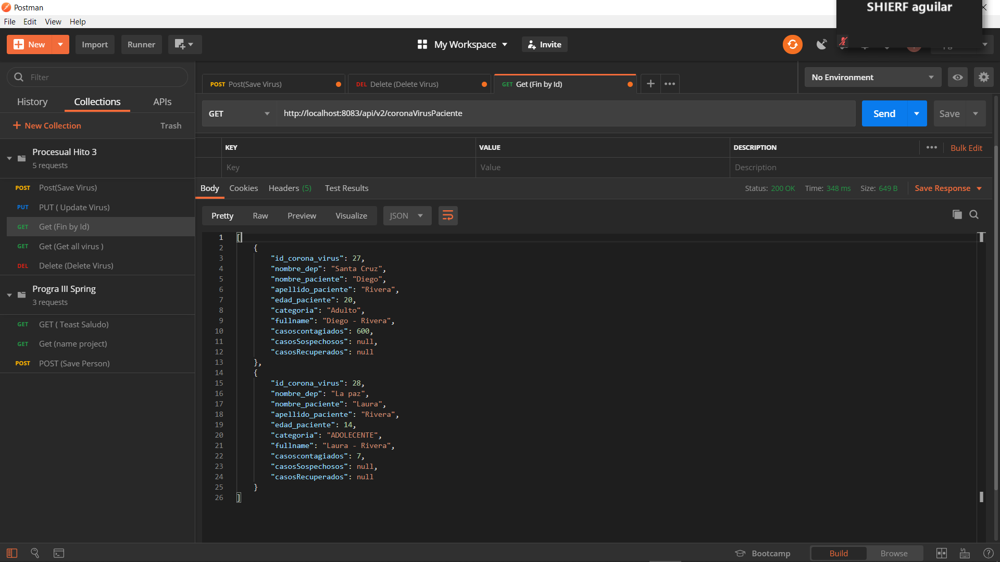 Postman
SHIERF aguilar
File Edit View Help
New Import Runner My Workspace Invite
Filter
POST Post(Save Virus) DEL Delete (Delete Virus) GET Get (Fin by Id) No Environment
History Collections APIs
GET http://localhost:8083/api/v2/coronaVirusPaciente Send Save
New Collection Trash
KEY VALUE DESCRIPTION Bulk Edit
Key Value Description
Procesual Hito 3
5 requests
POST Post(Save Virus)
PUT PUT ( Update Virus)
GET Get (Fin by Id)
GET Get (Get all virus )
DEL Delete (Delete Virus)
Progra III Spring
3 requests
GET GET ( Teast Saludo)
GET Get (name project)
POST POST (Save Person)
Body Cookies Headers (5) Test Results Status: 200 OK Time: 348 ms Size: 649 B Save Response
Pretty Raw Preview Visualize JSON
1 [
2 {
3 "id_corona_virus": 27,
4 "nombre_dep": "Santa Cruz",
5 "nombre_paciente": "Diego",
6 "apellido_paciente": "Rivera",
7 "edad_paciente": 20,
8 "categoria": "Adulto",
9 "fullname": "Diego - Rivera",
10 "casoscontagiados": 600,
11 "casosSospechosos": null,
12 "casosRecuperados": null
13 },
14 {
15 "id_corona_virus": 28,
16 "nombre_dep": "La paz",
17 "nombre_paciente": "Laura",
18 "apellido_paciente": "Rivera",
19 "edad_paciente": 14,
20 "categoria": "ADOLECENTE",
21 "fullname": "Laura - Rivera",
22 "casoscontagiados": 7,
23 "casosSospechosos": null,
24 "casosRecuperados": null
25 }
26 ]
Bootcamp Build Browse